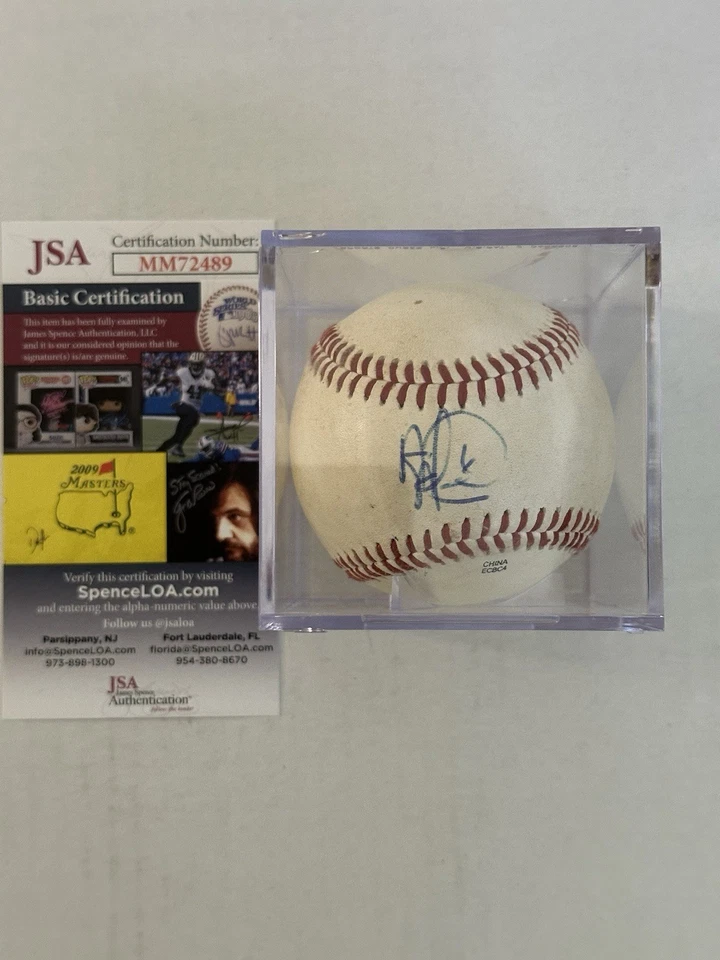 JSA
Certification Number:
MM72489
Basic Certification
This item has been fully examined by
James Spence Authentication, LLC
and it is our considered opinion that the
signature(s) is/are genuine.
2009
MASTERS
Verify this certification by visiting
SpenceLOA.com
and entering the alpha-numeric value above.
Follow us @jsaloa
Parsippany, NJ
info@SpenceLOA.com
973-898-1300
Fort Lauderdale, FL
florida@SpenceLOA.com
954-380-8670
JSA
James Spence
Authentication
CHINA
ECBC4